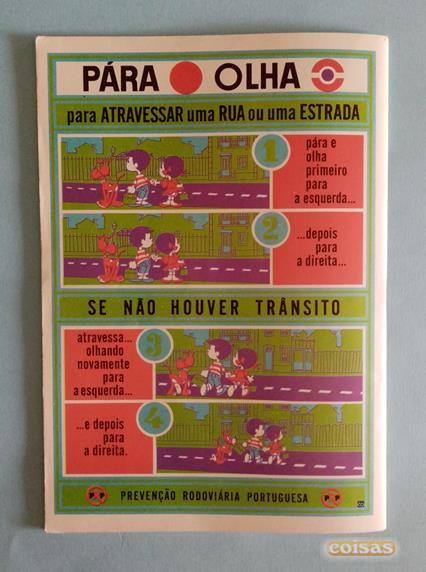 PÁRA OLHA
para ATRAVESSAR uma RUA ou uma ESTRADA
1
pára e
olha
primeiro
para
a esquerda...
2
...depois
para
a direita...
SE NÃO HOUVER TRÂNSITO
atravessa...
olhando
novamente
para
a esquerda...
3
...e depois
para
a direita.
4
PREVENÇÃO RODOVIÁRIA PORTUGUESA
coisas